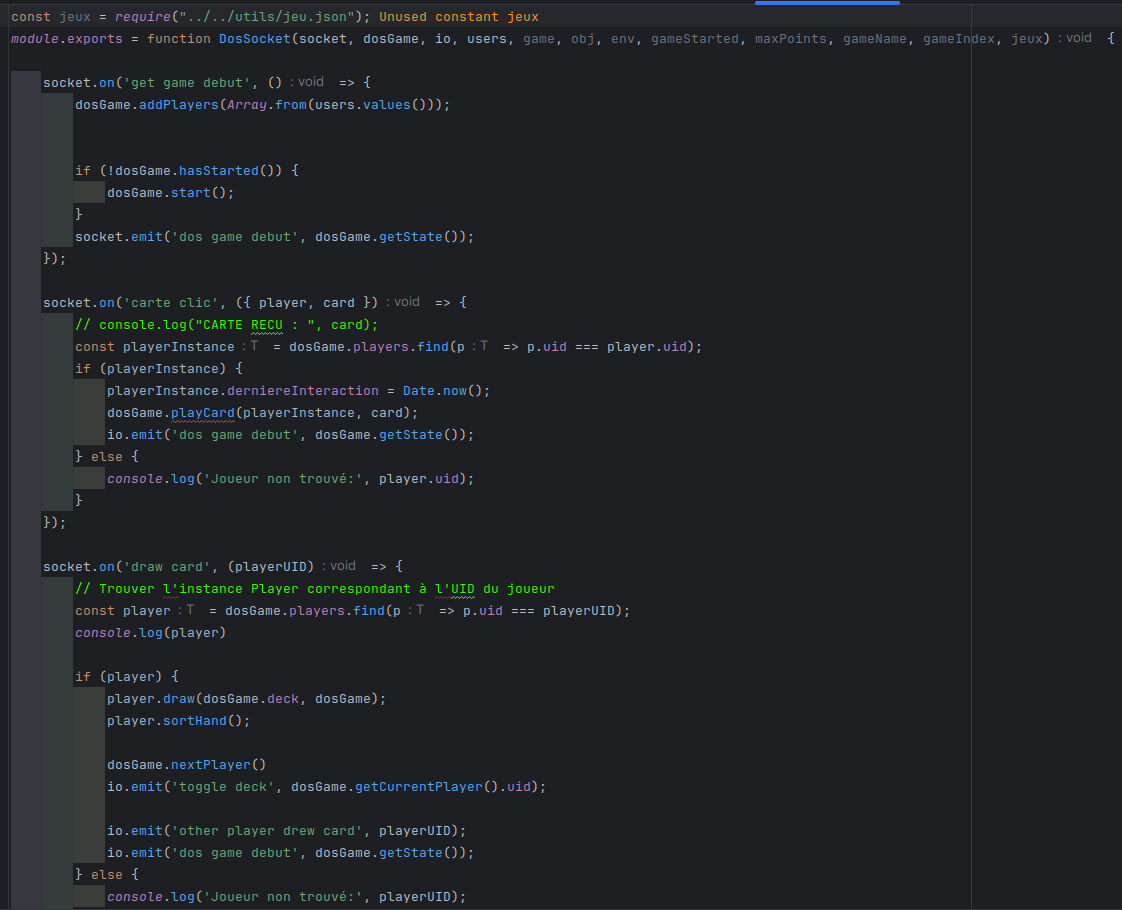 const jeux = require("../../utils/jeu.json"); Unused constant jeux
module.exports = function DosSocket(socket, dosGame, io, users, game, obj, env, gameStarted, maxPoints, gameName, gameIndex, jeux) : void {
socket.on('get game debut', () : void => {
dosGame.addPlayers(Array.from(users.values()));
if (!dosGame.hasStarted()) {
dosGame.start();
}
socket.emit('dos game debut', dosGame.getState());
});
socket.on('carte clic', ({ player, card }) : void => {
// console.log("CARTE RECU : ", card);
const playerInstance : T = dosGame.players.find(p : T => p.uid === player.uid);
if (playerInstance) {
playerInstance.derniereInteraction = Date.now();
dosGame.playCard(playerInstance, card);
io.emit('dos game debut', dosGame.getState());
} else {
console.log('Joueur non trouvé:', player.uid);
}
});
socket.on('draw card', (playerUID) : void => {
// Trouver l'instance Player correspondant à l'UID du joueur
const player : T = dosGame.players.find(p : T => p.uid === playerUID);
console.log(player)
if (player) {
player.draw(dosGame.deck, dosGame);
player.sortHand();
dosGame.nextPlayer()
io.emit('toggle deck', dosGame.getCurrentPlayer().uid);
io.emit('other player drew card', playerUID);
io.emit('dos game debut', dosGame.getState());
} else {
console.log('Joueur non trouvé:', playerUID);